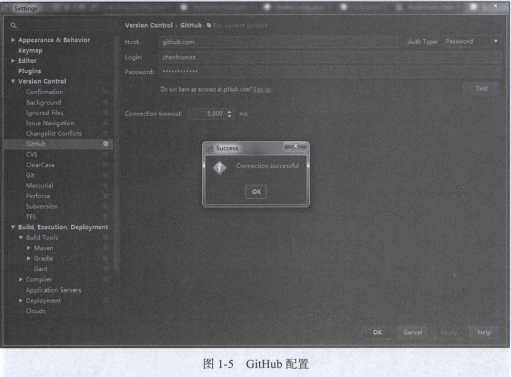 Settings
Version Control › GitHub For current project
Appearance & Behavior
Keymap
Editor
Plugins
Version Control
Confirmation
Background
Ignored Files
Issue Navigation
Changelist Conflicts
GitHub
CVS
ClearCase
Git
Mercurial
Perforce
Subversion
TFS
Build, Execution, Deployment
Build Tools
Maven
Gradle
Gant
Compiler
Application Servers
Deployment
Clouds
Host: github.com Auth Type: Password
Login:
Password: ************
Do not have an account at github.com? Sign up
Test
Connection timeout: 5,000 ms
Success
Connection successful
OK
OK Cancel Apply Help
图 1-5 GitHub 配置